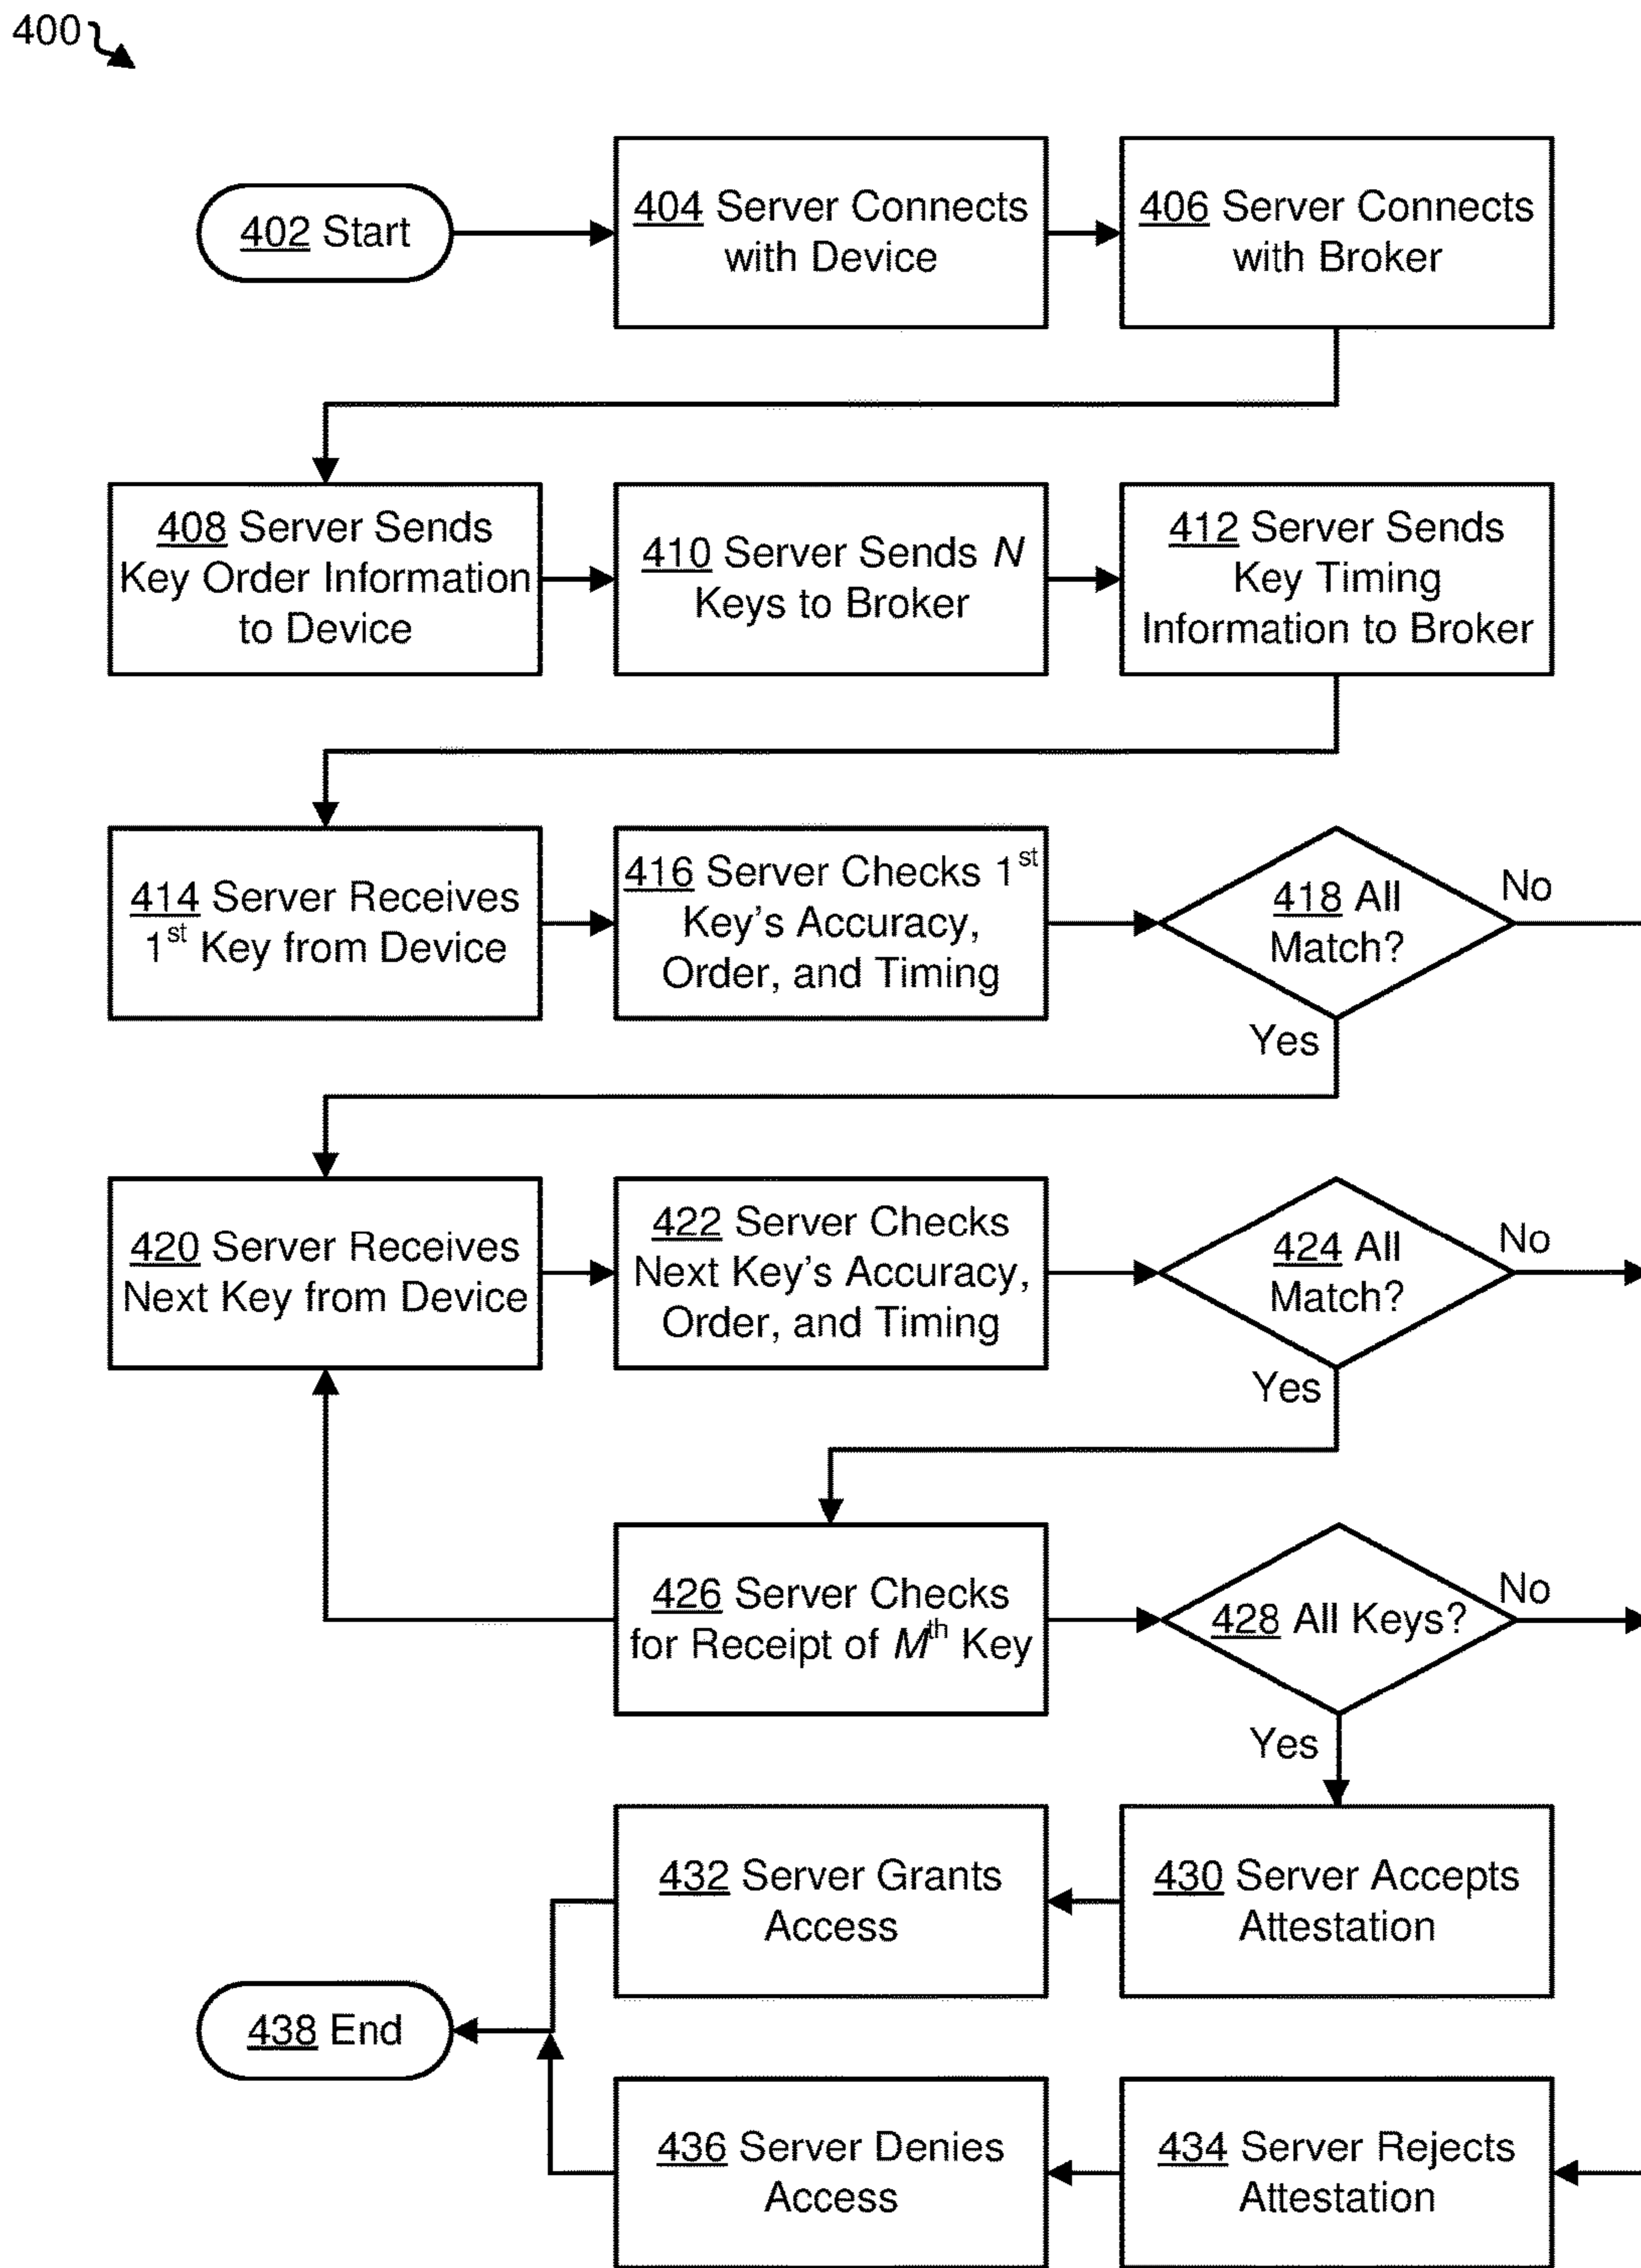 400
402 Start
404 Server Connects
with Device
406 Server Connects
with Broker
408 Server Sends
Key Order Information
to Device
410 Server Sends N
Keys to Broker
412 Server Sends
Key Timing
Information to Broker
414 Server Receives
1st Key from Device
416 Server Checks 1st
Key's Accuracy,
Order, and Timing
418 All
Match?
No
Yes
420 Server Receives
Next Key from Device
422 Server Checks
Next Key's Accuracy,
Order, and Timing
424 All
Match?
No
Yes
426 Server Checks
for Receipt of Mth Key
428 All Keys?
No
Yes
432 Server Grants
Access
430 Server Accepts
Attestation
438 End
436 Server Denies
Access
434 Server Rejects
Attestation